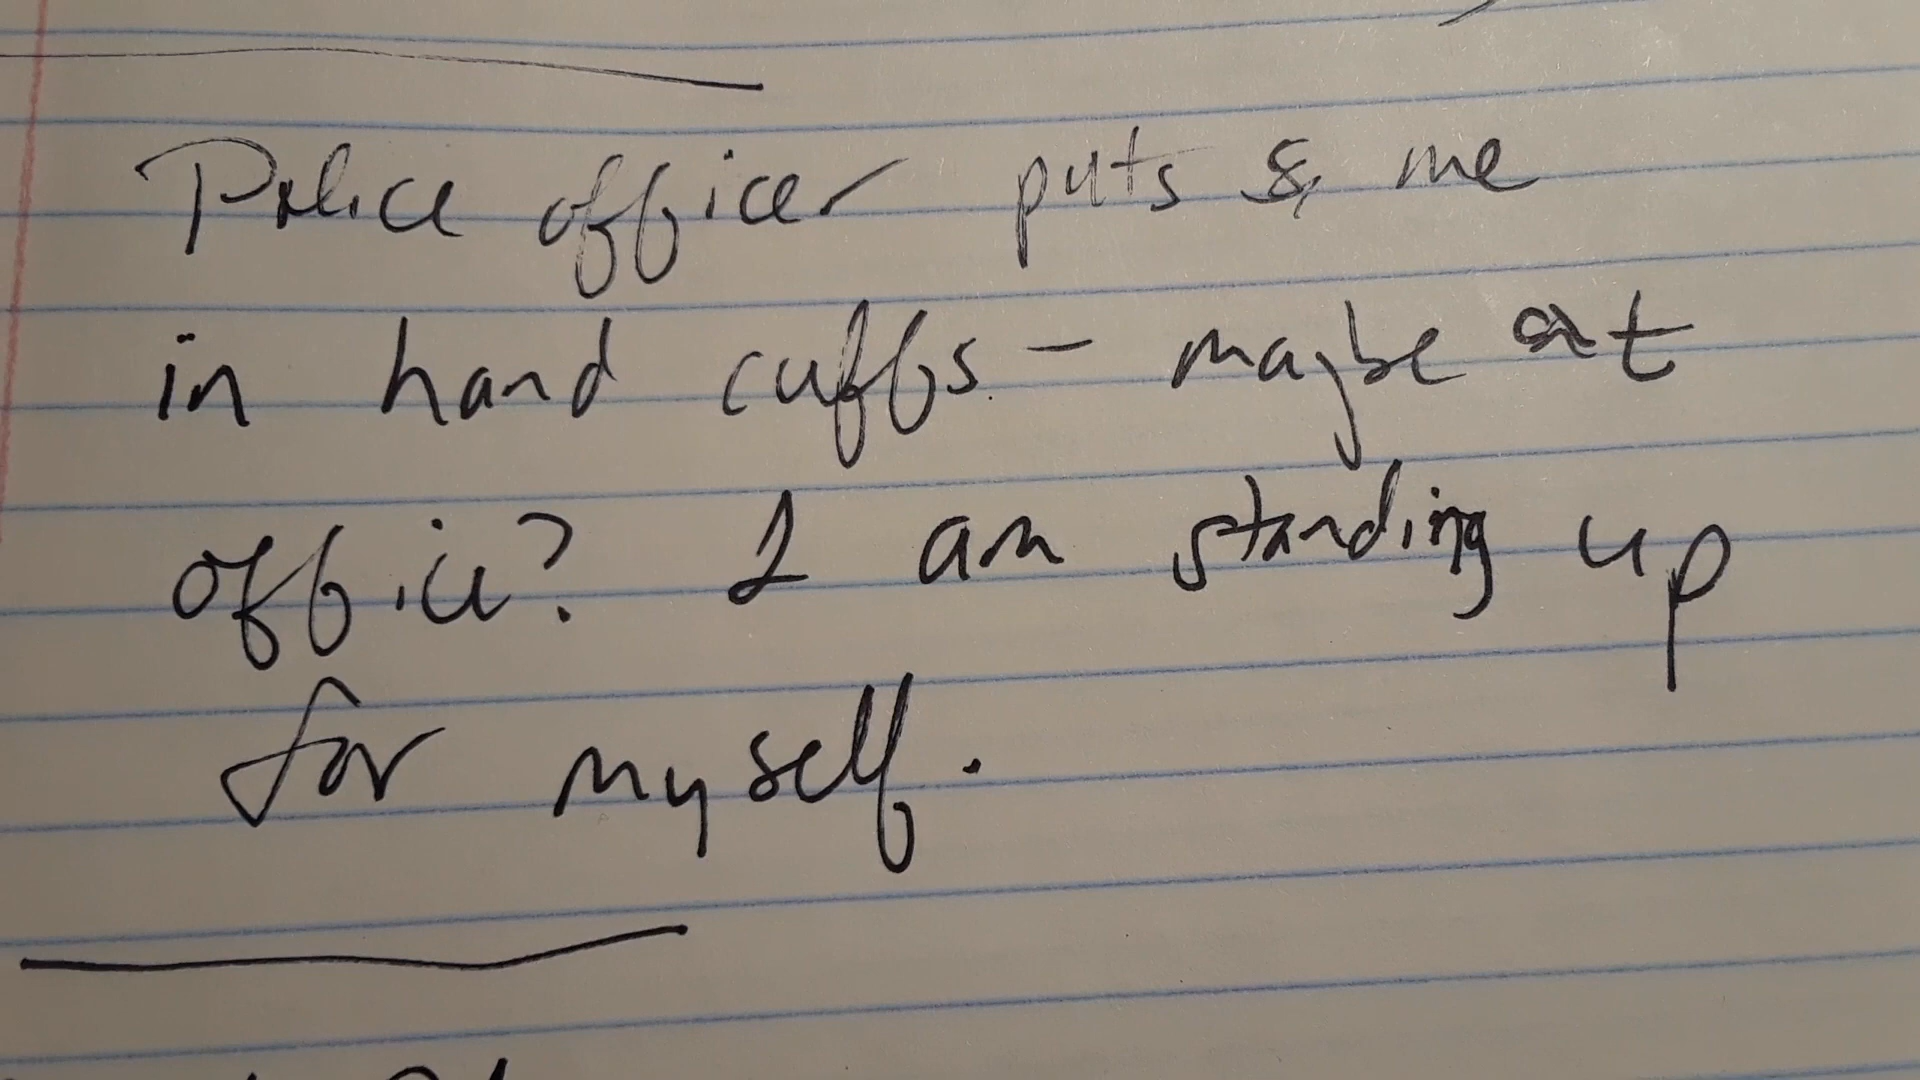 Police officer puts & me
in hand cuffs - maybe at
office? I am standing up
for myself.